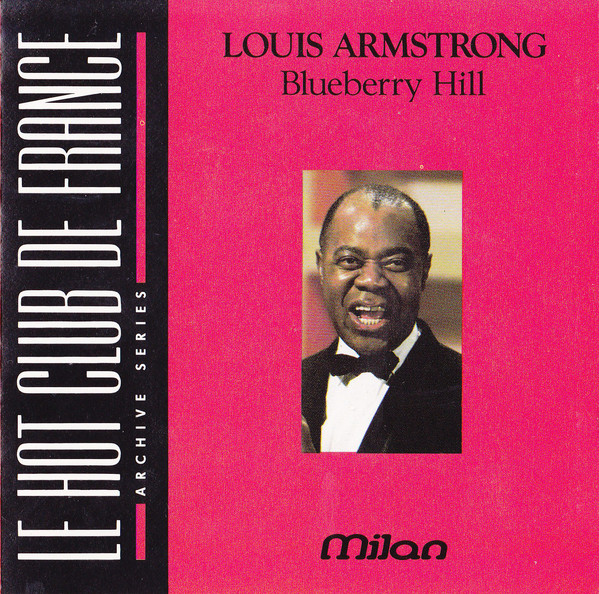 LOUIS ARMSTRONG
Blueberry Hill
LE HOT CLUB DE FRANCE
ARCHIVE SERIES
Milan